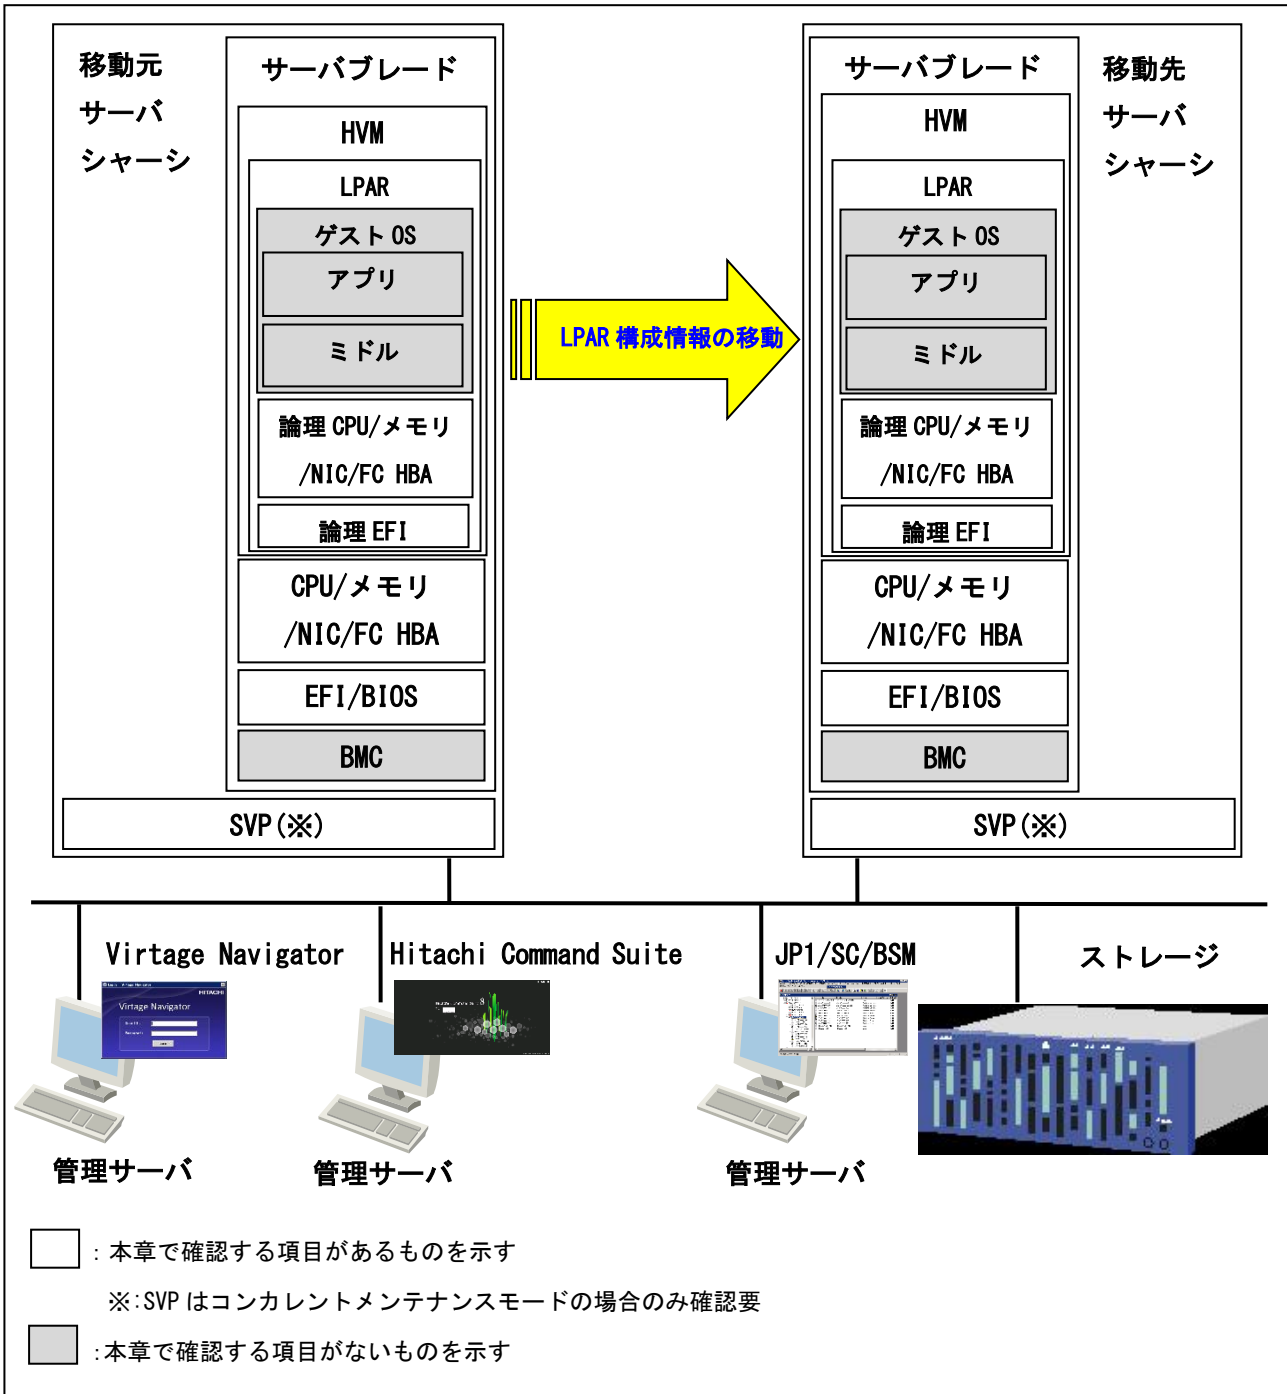 移動元
サーバ
シャーシ
サーバブレード
HVM
LPAR
ゲスト OS
アプリ
ミドル
論理 CPU/メモリ
/NIC/FC HBA
論理 EFI
CPU/メモリ
/NIC/FC HBA
EFI/BIOS
BMC
SVP(※)
LPAR 構成情報の移動
サーバブレード
HVM
LPAR
ゲスト OS
アプリ
ミドル
論理 CPU/メモリ
/NIC/FC HBA
論理 EFI
CPU/メモリ
/NIC/FC HBA
EFI/BIOS
BMC
SVP(※)
移動先
サーバ
シャーシ
Virtage Navigator
Hitachi Command Suite
JP1/SC/BSM
ストレージ
HITACHI
Virtage Navigator
管理サーバ
管理サーバ
管理サーバ
：本章で確認する項目があるものを示す
※:SVP はコンカレントメンテナンスモードの場合のみ確認要
:本章で確認する項目がないものを示す